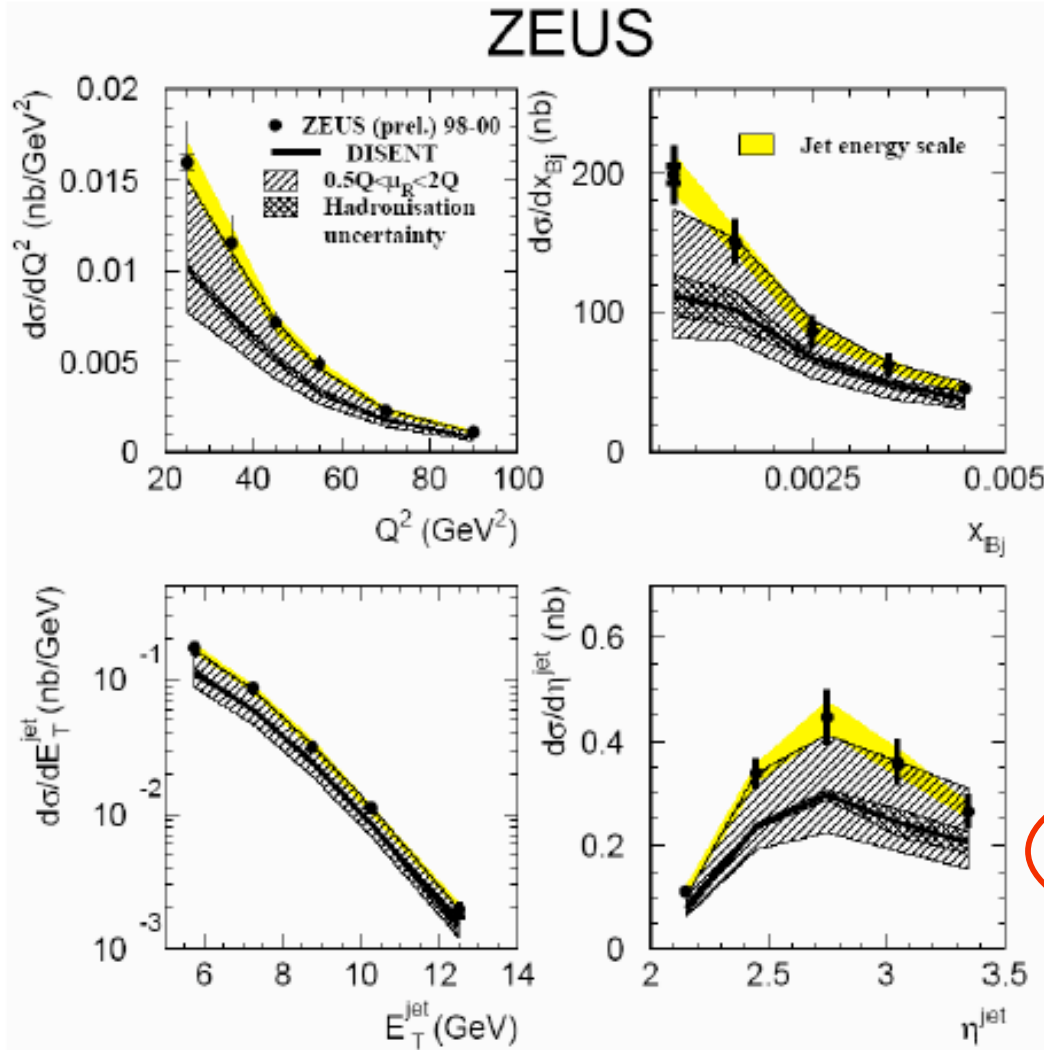 ZEUS
dσ/dQ² (nb/GeV²)
0.02
0.015
0.01
0.005
0
ZEUS (prel.) 98-00
DISENT
0.5Q<μ_R<2Q
Hadronisation
uncertainty
20 40 60 80 100
Q² (GeV²)
dσ/dx_Bj (nb)
200
100
0
Jet energy scale
0.0025 0.005
x_Bj
dσ/dE_T^jet (nb/GeV)
10^-1
10^-2
10^-3
6 8 10 12 14
E_T^jet (GeV)
dσ/dη^jet (nb)
0.6
0.4
0.2
0
2 2.5 3 3.5
η^jet